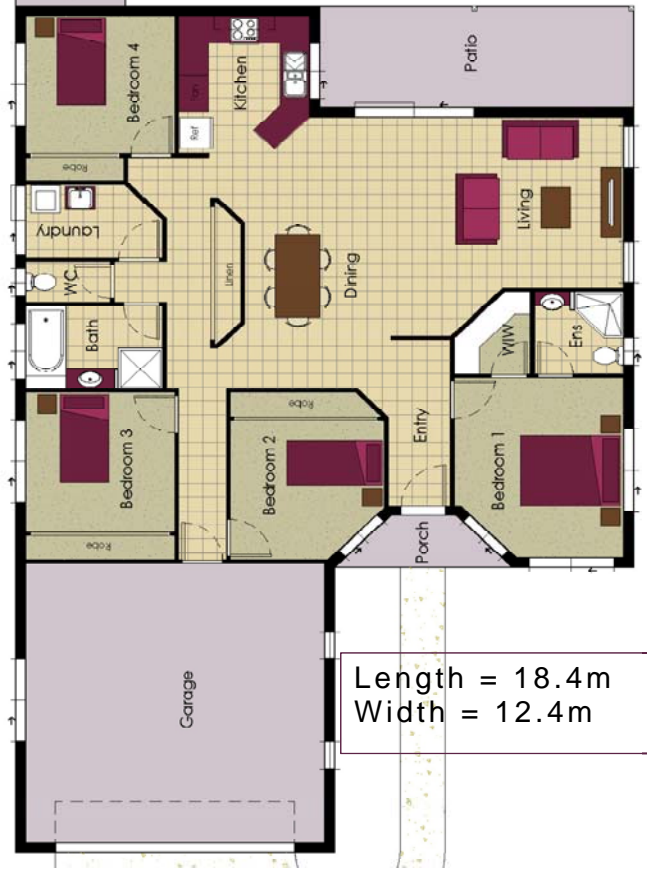 Bedroom 4
Kitchen
Pan
Ref
Patio
Robe
Laundry
WC
Bath
Linen
Dining
Living
WIW
Ens
Bedroom 3
Robe
Robe
Bedroom 2
Entry
Bedroom 1
Porch
Garage
Length = 18.4m
Width = 12.4m